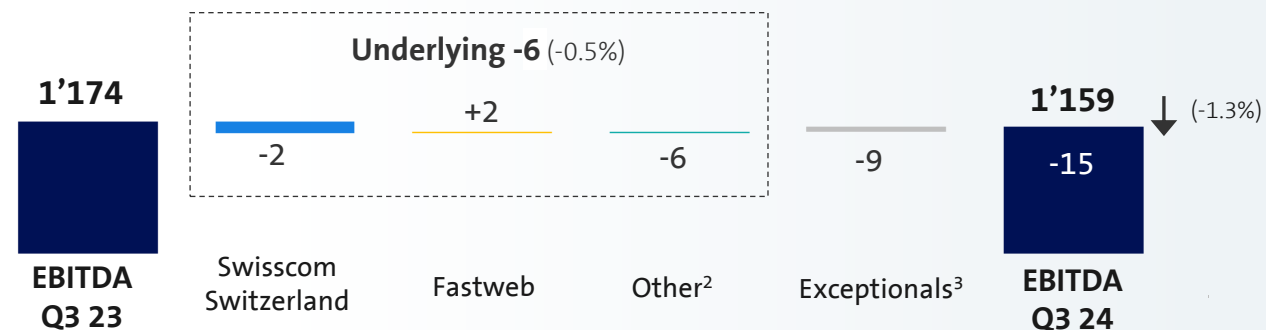 Underlying -6 (-0.5%)
1’174
1’159
(-1.3%)
+2
-2
-6
-9
-15
EBITDA
Q3 23
Swisscom
Switzerland
Fastweb
Other²
Exceptionals³
EBITDA
Q3 24